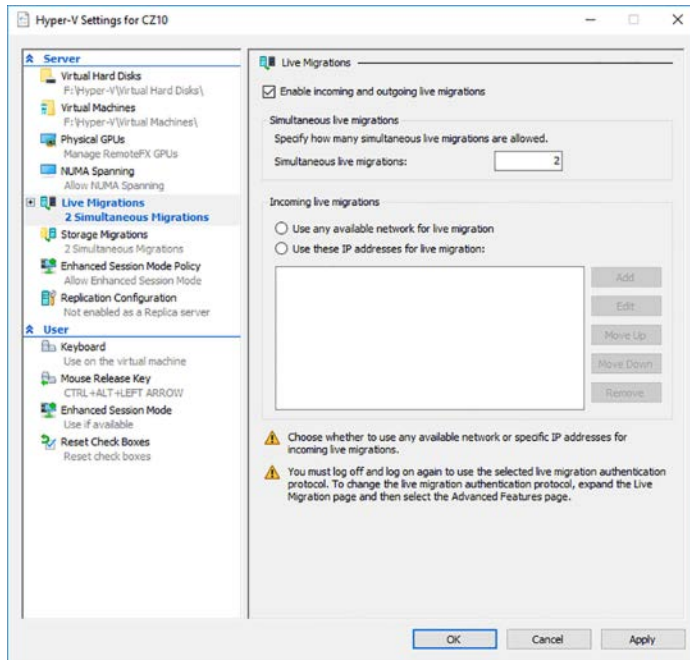 Hyper-V Settings for CZ10
Server
Virtual Hard Disks
F:\Hyper-V\Virtual Hard Disks\
Virtual Machines
F:\Hyper-V\Virtual Machines\
Physical GPUs
Manage RemoteFX GPUs
NUMA Spanning
Allow NUMA Spanning
Live Migrations
2 Simultaneous Migrations
Storage Migrations
2 Simultaneous Migrations
Enhanced Session Mode Policy
Allow Enhanced Session Mode
Replication Configuration
Not enabled as a Replica server
User
Keyboard
Use on the virtual machine
Mouse Release Key
CTRL+ALT+LEFT ARROW
Enhanced Session Mode
Use if available
Reset Check Boxes
Reset check boxes
Live Migrations
Enable incoming and outgoing live migrations
Simultaneous live migrations
Specify how many simultaneous live migrations are allowed.
Simultaneous live migrations: 2
Incoming live migrations
Use any available network for live migration
Use these IP addresses for live migration:
Add
Edit
Move Up
Move Down
Remove
Choose whether to use any available network or specific IP addresses for
incoming live migrations.
You must log off and log on again to use the selected live migration authentication
protocol. To change the live migration authentication protocol, expand the Live
Migration page and then select the Advanced Features page.
OK Cancel Apply